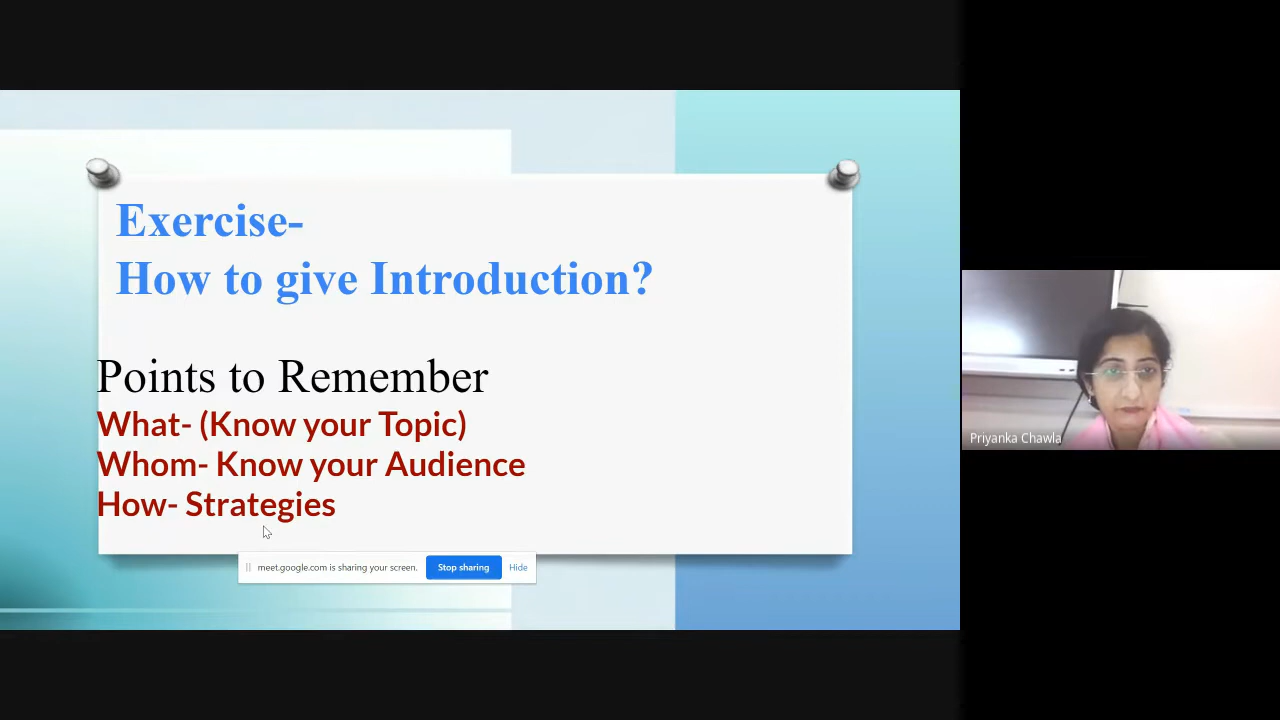 Exercise-
How to give Introduction?
Points to Remember
What- (Know your Topic)
Whom- Know your Audience
How- Strategies
meet.google.com is sharing your screen. Stop sharing Hide
Priyanka Chawla